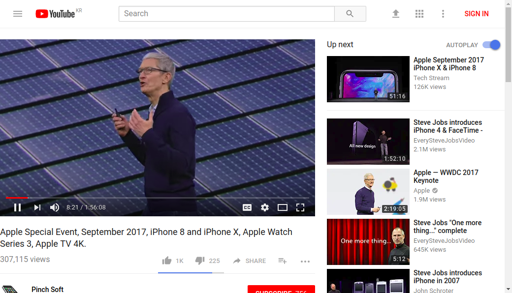 YouTube KR
Search
SIGN IN
8:21 / 1:56:08
Apple Special Event, September 2017, iPhone 8 and iPhone X, Apple Watch
Series 3, Apple TV 4K.
307,115 views
1K
225
SHARE
Pinch Soft
Up next
AUTOPLAY
51:16
Apple September 2017
iPhone X & iPhone 8
Tech Stream
126K views
All new design
1:52:10
Steve Jobs introduces
iPhone 4 & FaceTime -
EverySteveJobsVideo
2.1M views
2:19:05
Apple — WWDC 2017
Keynote
Apple
1.9M views
One more thing...
5:12
Steve Jobs "One more
thing..." complete
EverySteveJobsVideo
645K views
Steve Jobs introduces
iPhone in 2007
John Schroter